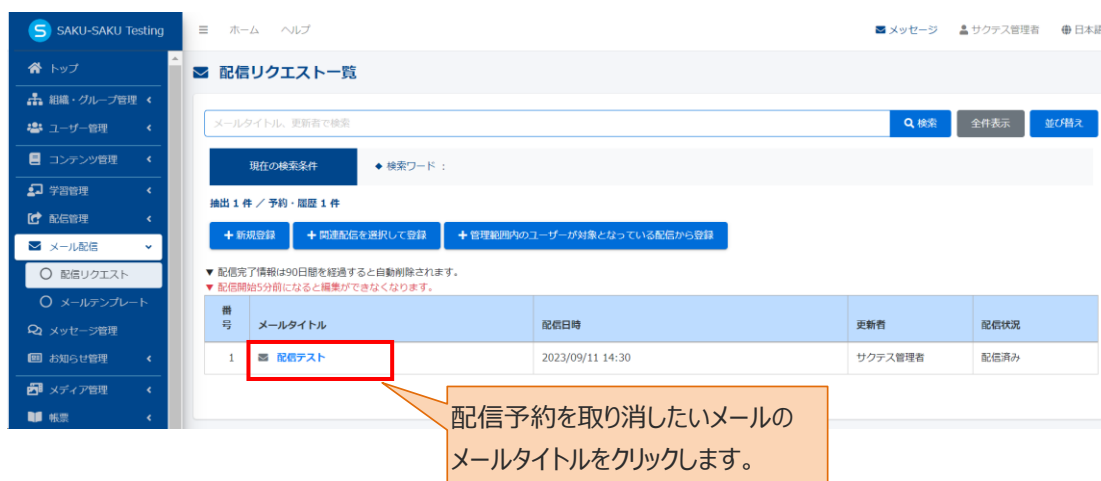 S SAKU-SAKU Testing
ホーム ヘルプ
メッセージ サクテス管理者 日本語
トップ
組織・グループ管理
ユーザー管理
コンテンツ管理
学習管理
配信管理
メール配信
配信リクエスト
メールテンプレート
メッセージ管理
お知らせ管理
メディア管理
帳票
配信リクエスト一覧
メールタイトル、更新者で検索
検索 全件表示 並び替え
現在の検索条件 ◆ 検索ワード :
抽出 1 件 / 予約・履歴 1 件
+ 新規登録 + 関連配信を選択して登録 + 管理範囲内のユーザーが対象となっている配信から登録
▼ 配信完了情報は90日間を経過すると自動削除されます。
▼ 配信開始5分前になると編集ができなくなります。
番号 メールタイトル 配信日時 更新者 配信状況
1 配信テスト 2023/09/11 14:30 サクテス管理者 配信済み
配信予約を取り消したいメールの
メールタイトルをクリックします。